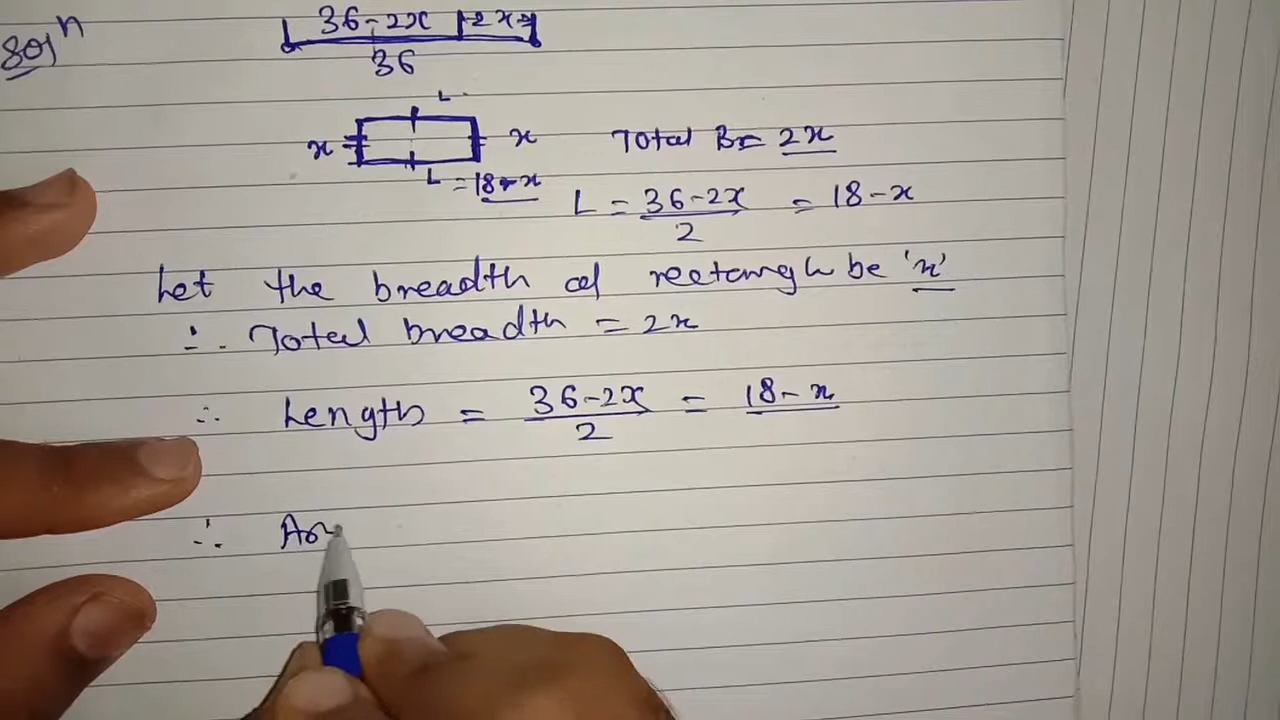 Solⁿ
36-2x 2x
36
L
x x Total B = 2x
L = 18-x
L = 36-2x / 2 = 18-x
Let the breadth of rectangle be 'x'
∴ Total breadth = 2x
∴ Length = 36-2x / 2 = 18-x
∴ Ar